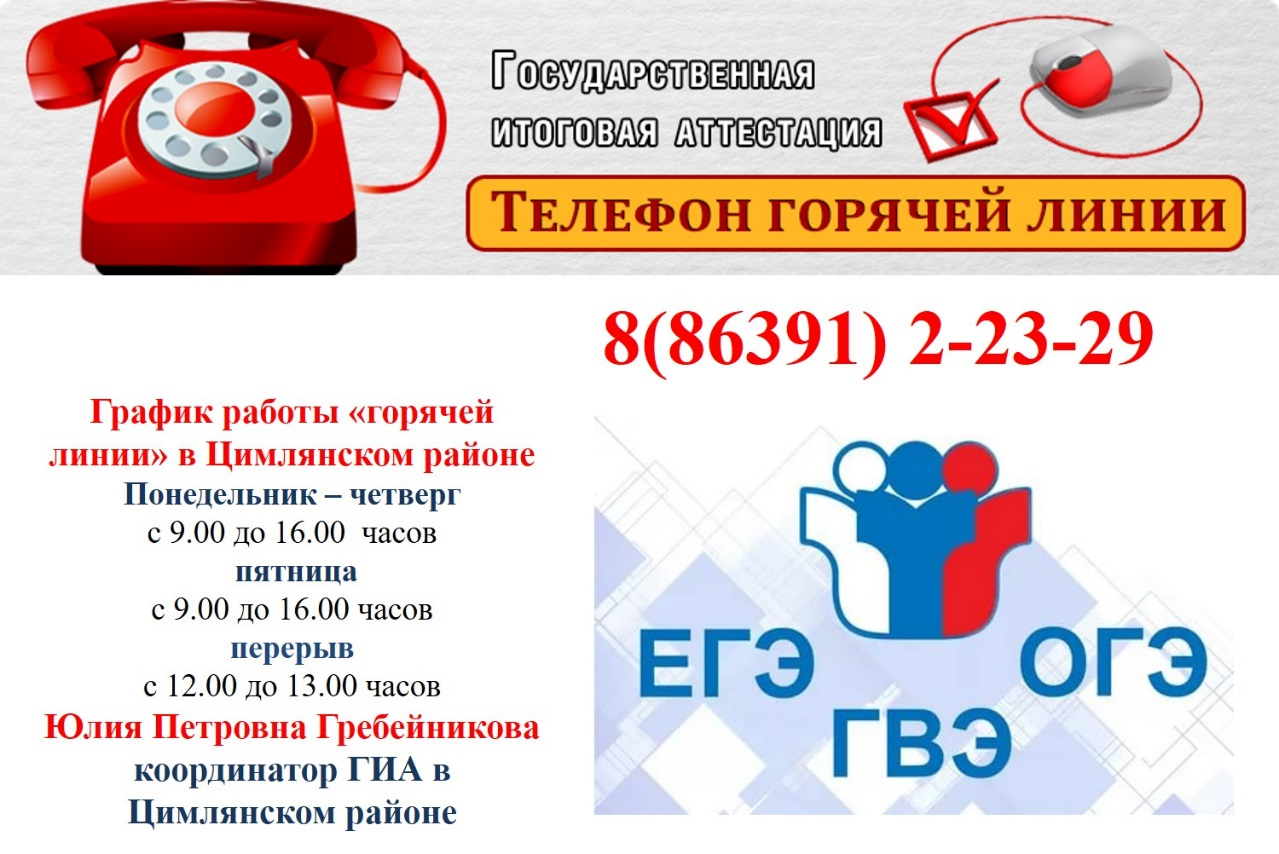 Государственная
итоговая аттестация
Телефон горячей линии
8(86391) 2-23-29
График работы «горячей
линии» в Цимлянском районе
Понедельник – четверг
с 9.00 до 16.00 часов
пятница
с 9.00 до 16.00 часов
перерыв
с 12.00 до 13.00 часов
Юлия Петровна Гребейникова
координатор ГИА в
Цимлянском районе
ЕГЭ
ОГЭ
ГВЭ